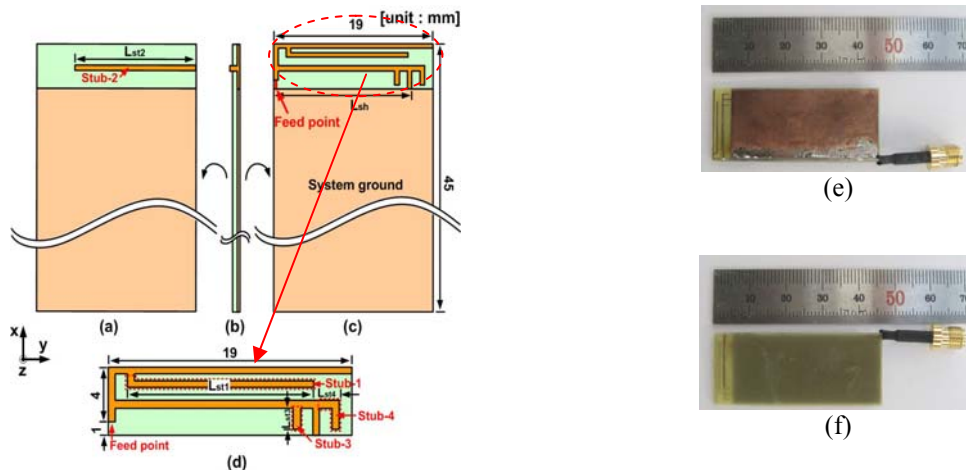 [unit : mm]
19
Lst2
Stub-2
Lsh
Feed point
System ground
45
(a)
(b)
(c)
x
y
z
19
4
1
Lst1
Stub-1
Lst4
Lst3
Stub-4
Stub-3
Feed point
(d)
10 20 30 40 50 60 70
(e)
10 20 30 40 50 60 70
(f)